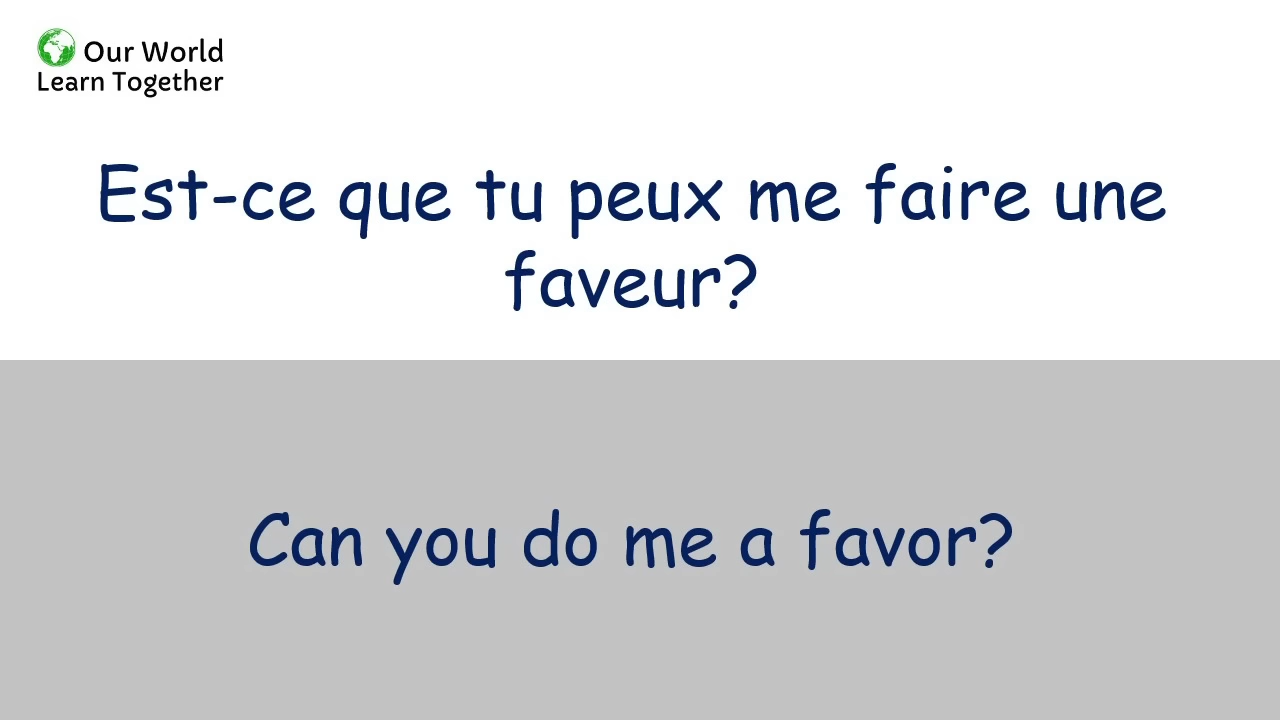 Our World
Learn Together
Est-ce que tu peux me faire une
faveur?
Can you do me a favor?